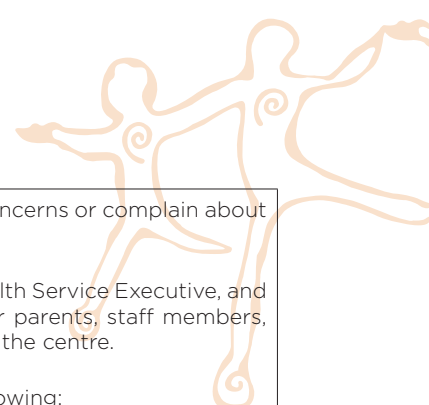 ncerns or complain about
lth Service Executive, and
r parents, staff members,
the centre.
owing: